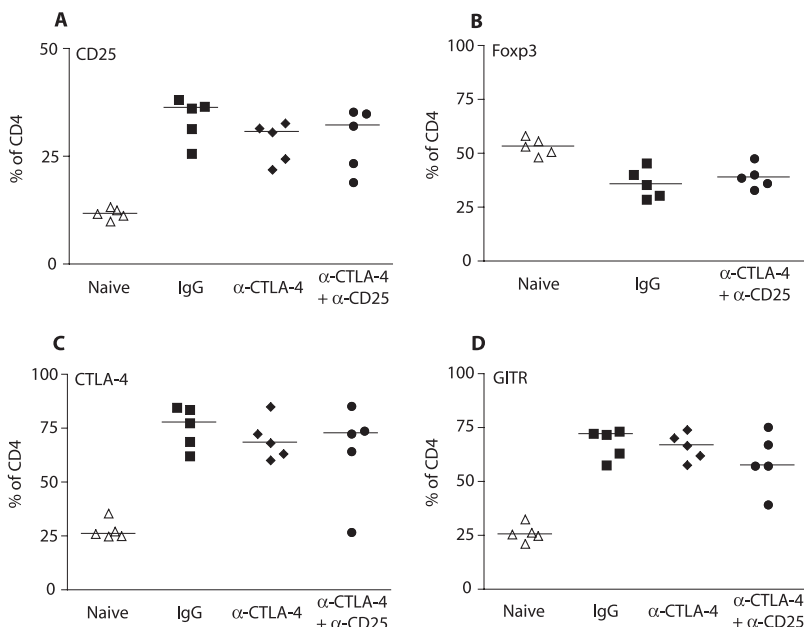 A
CD25
50
25
0
% of CD4
Naive
IgG
α-CTLA-4
α-CTLA-4
+ α-CD25
B
Foxp3
100
75
50
25
0
% of CD4
Naive
IgG
α-CTLA-4
+ α-CD25
C
CTLA-4
100
75
50
25
0
% of CD4
Naive
IgG
α-CTLA-4
α-CTLA-4
+ α-CD25
D
GITR
100
75
50
25
0
% of CD4
Naive
IgG
α-CTLA-4
α-CTLA-4
+ α-CD25